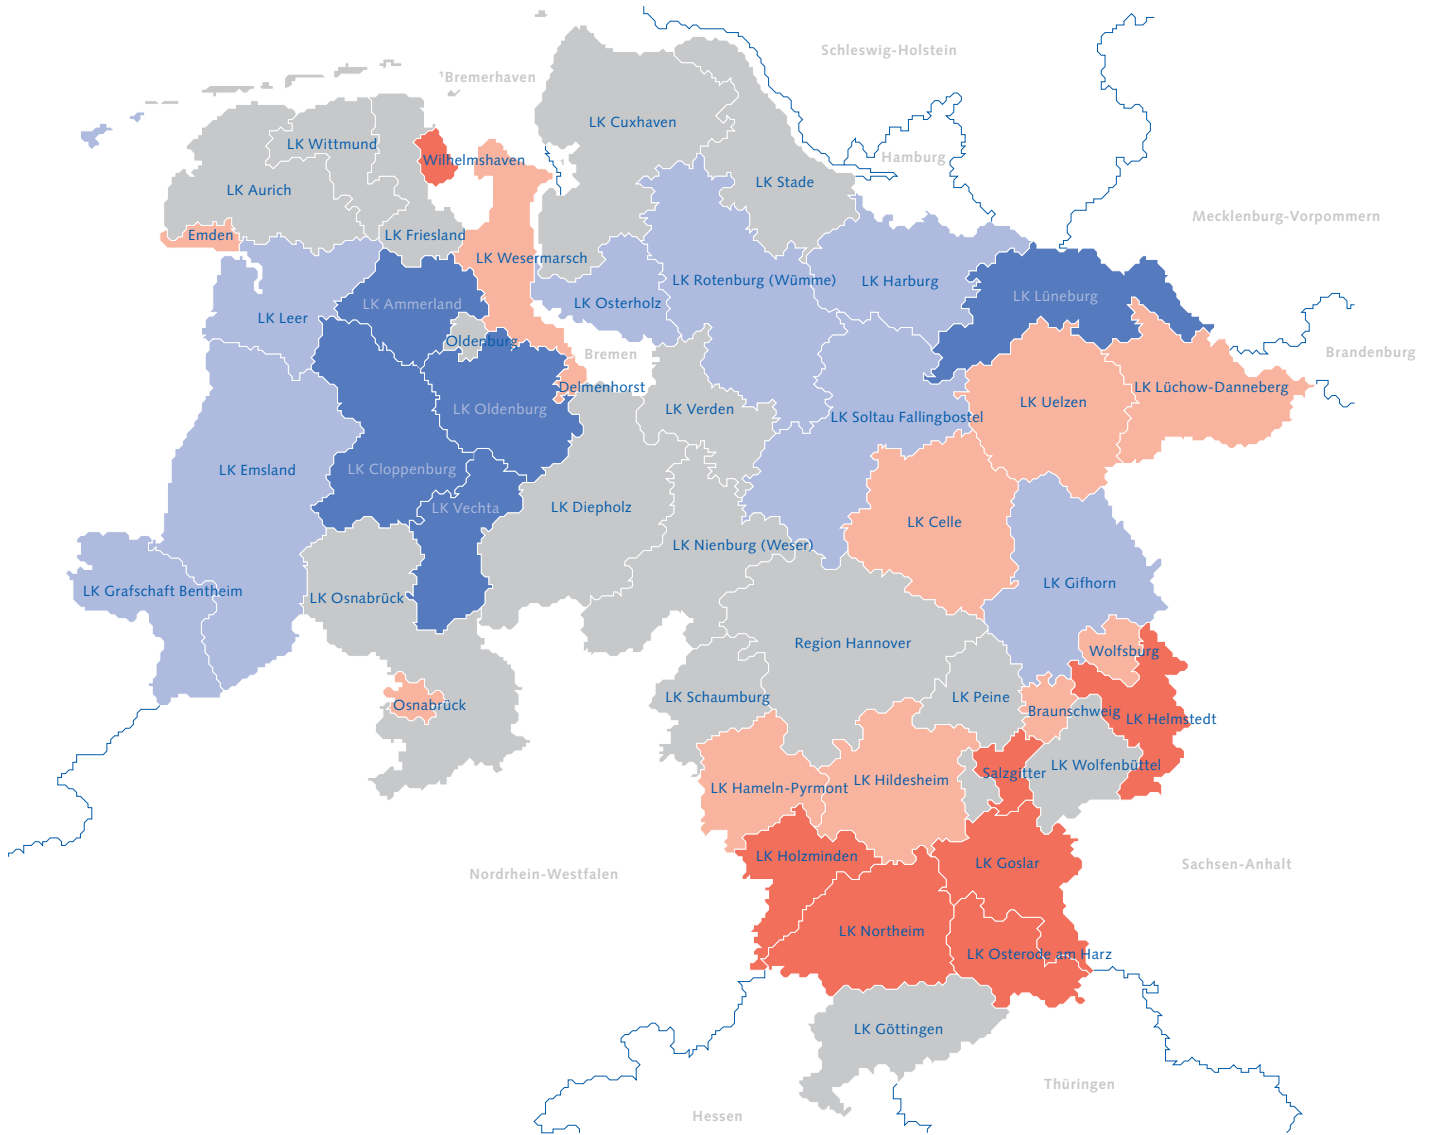 Schleswig-Holstein
¹Bremerhaven
LK Cuxhaven
LK Wittmund
Wilhelmshaven
Hamburg
1
LK Aurich
LK Stade
Mecklenburg-Vorpommern
Emden
LK Friesland
LK Wesermarsch
LK Rotenburg (Wümme)
LK Harburg
LK Lüneburg
LK Ammerland
LK Osterholz
LK Leer
Oldenburg
Bremen
Brandenburg
Delmenhorst
LK Lüchow-Danneberg
LK Uelzen
LK Oldenburg
LK Verden
LK Soltau Fallingbostel
LK Emsland
LK Cloppenburg
LK Vechta
LK Diepholz
LK Celle
LK Nienburg (Weser)
LK Gifhorn
LK Grafschaft Bentheim
LK Osnabrück
Region Hannover
Wolfsburg
LK Schaumburg
LK Peine
Osnabrück
Braunschweig
LK Helmstedt
LK Wolfenbüttel
Salzgitter
LK Hildesheim
LK Hameln-Pyrmont
LK Holzminden
LK Goslar
Sachsen-Anhalt
Nordrhein-Westfalen
LK Northeim
LK Osterode am Harz
LK Göttingen
Thüringen
Hessen